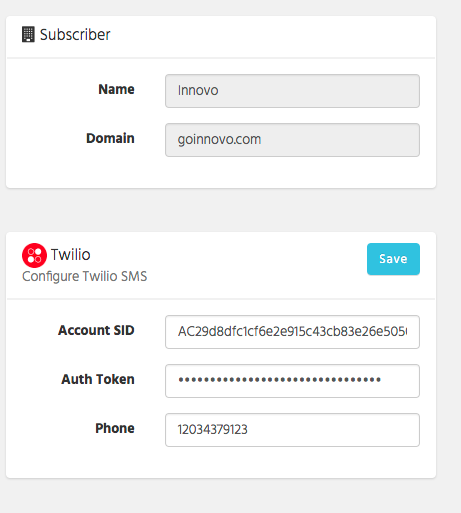 Subscriber
Name
Innovo
Domain
goinnovo.com
Twilio
Save
Configure Twilio SMS
Account SID
AC29d8dfc1cf6e2e915c43cb83e26e505
Auth Token
••••••••••••••••••••••••••••••••
Phone
12034379123